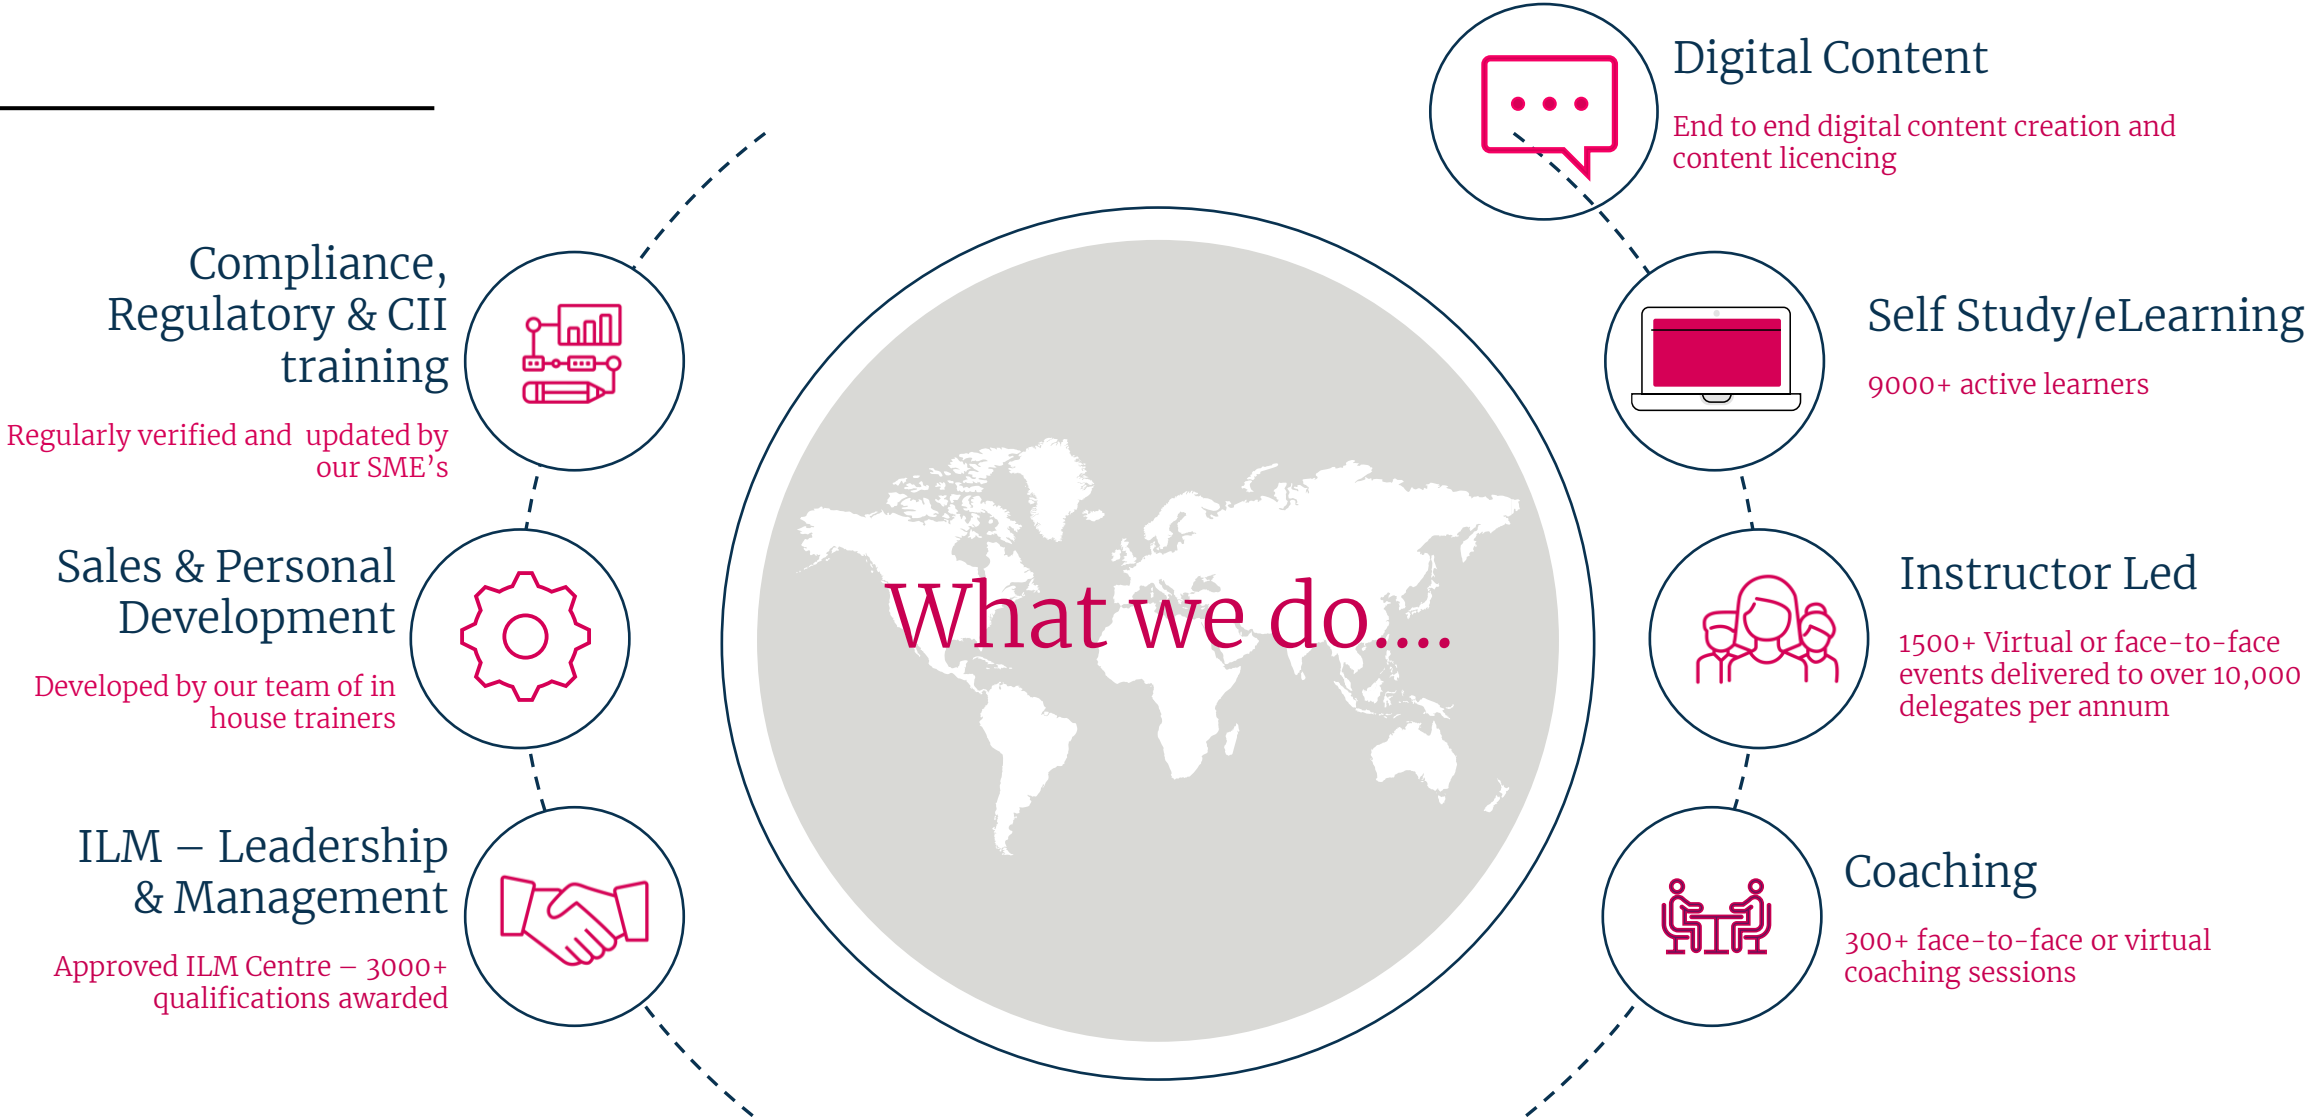 What we do....
Compliance,
Regulatory & CII
training
Regularly verified and  updated by
our SME’s
Sales & Personal
Development
Developed by our team of in
house trainers
ILM – Leadership
& Management
Approved ILM Centre – 3000+
qualifications awarded
Digital Content
End to end digital content creation and
content licencing
Self Study/eLearning
9000+ active learners
Instructor Led
1500+ Virtual or face-to-face
events delivered to over 10,000
delegates per annum
Coaching
300+ face-to-face or virtual
coaching sessions